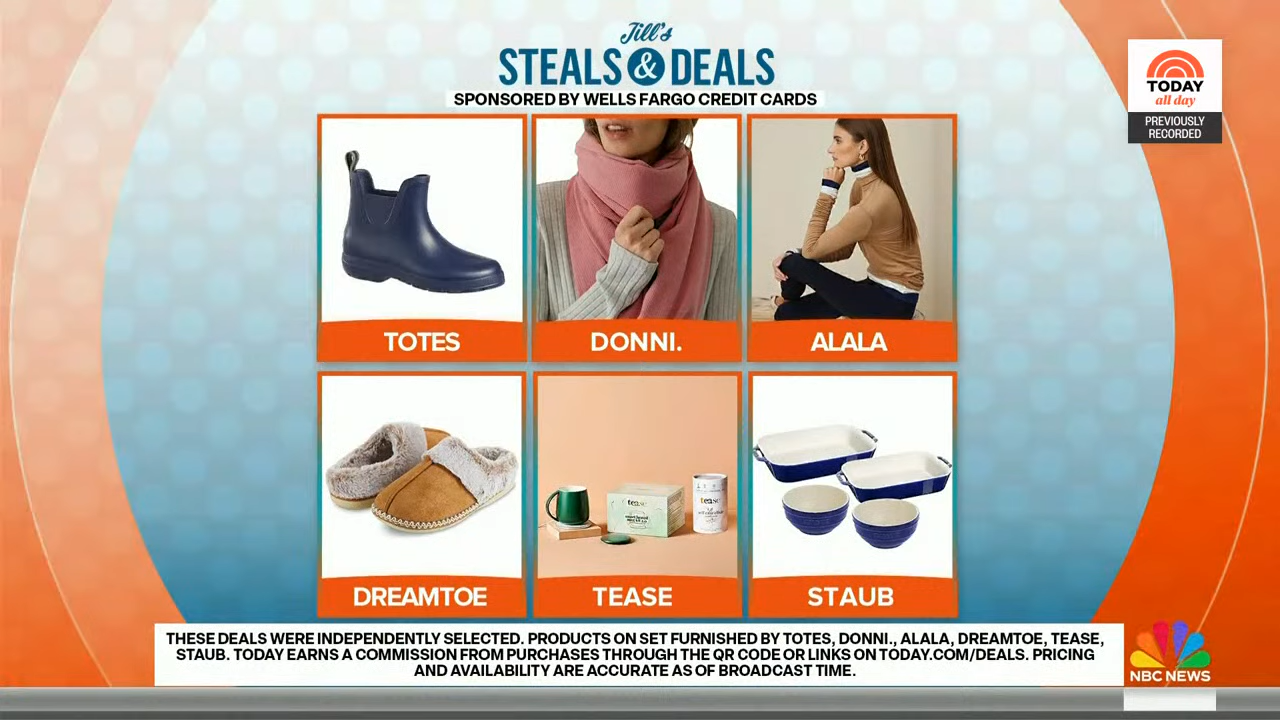 Jill's
STEALS & DEALS
SPONSORED BY WELLS FARGO CREDIT CARDS
TODAY
all day
PREVIOUSLY
RECORDED
TOTES
DONNI.
ALALA
DREAMTOE
tease
tease
TEASE
STAUB
THESE DEALS WERE INDEPENDENTLY SELECTED. PRODUCTS ON SET FURNISHED BY TOTES, DONNI., ALALA, DREAMTOE, TEASE,
STAUB. TODAY EARNS A COMMISSION FROM PURCHASES THROUGH THE QR CODE OR LINKS ON TODAY.COM/DEALS. PRICING
AND AVAILABILITY ARE ACCURATE AS OF BROADCAST TIME.
NBC NEWS